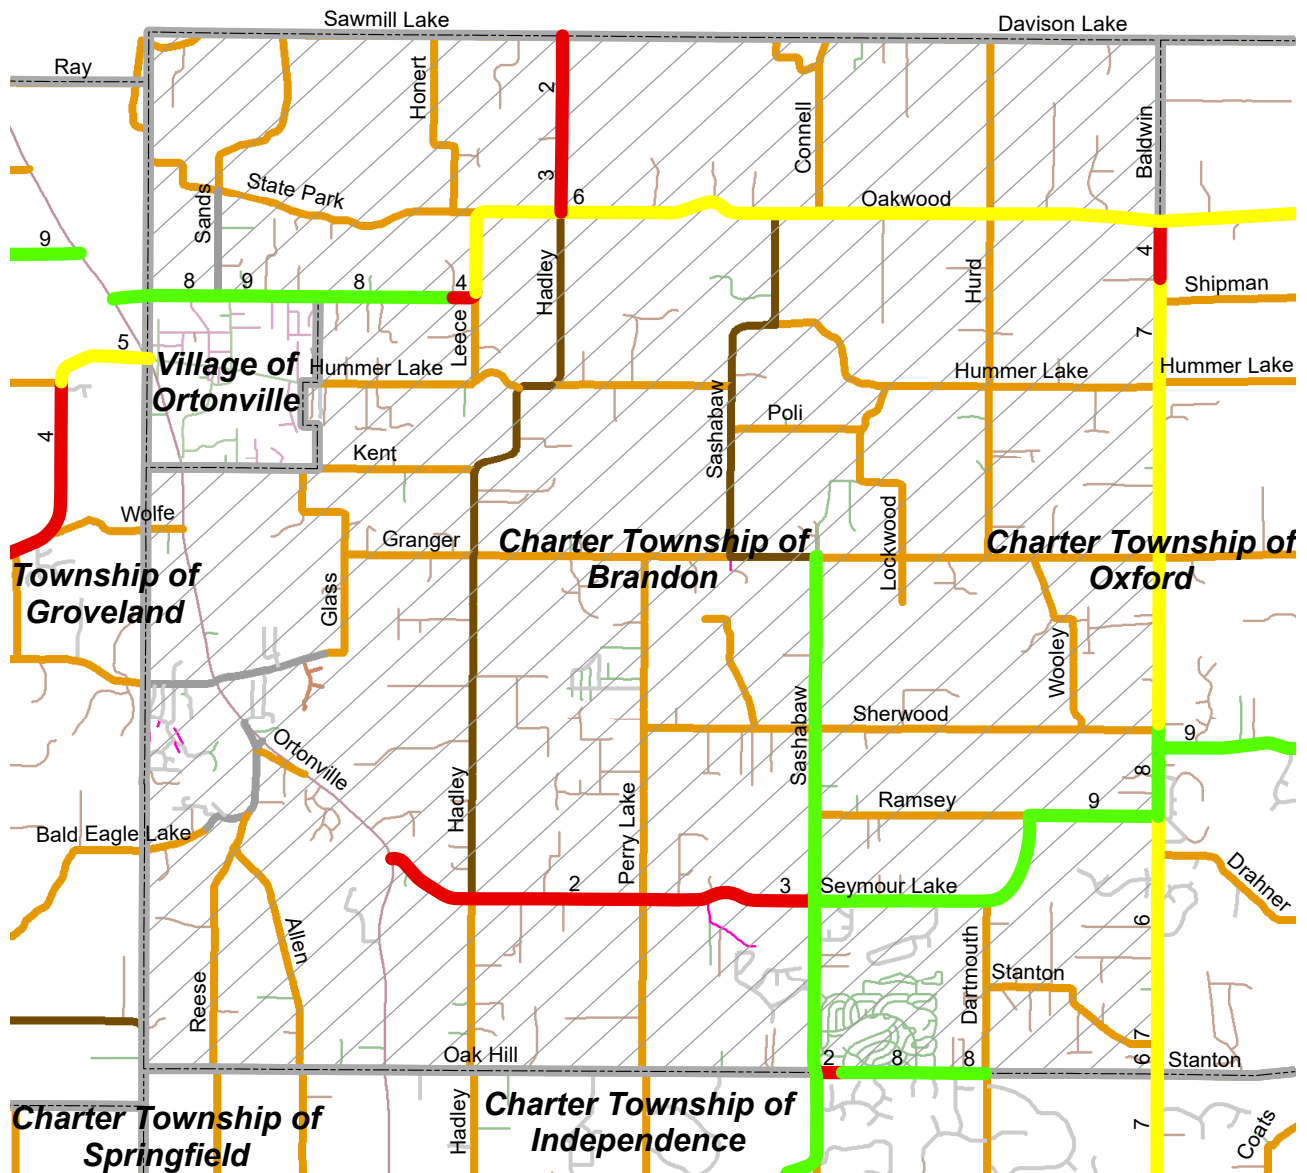 Sawmill Lake
Davison Lake
Ray
Honert
2
Connell
Baldwin
3
State Park
Sands
6
Oakwood
9
4
Hadley
Hurd
8
9
8
4
Shipman
Leece
7
5
Village of
Ortonville
Hummer Lake
Hummer Lake
Hummer Lake
Sashabaw
Poli
4
Kent
Wolfe
Lockwood
Granger
Charter Township of
Brandon
Charter Township of
Oxford
Township of
Groveland
Glass
Wooley
Sherwood
Sashabaw
9
Ortonville
8
Hadley
Ramsey
9
Perry Lake
Bald Eagle Lake
2
3
Seymour Lake
Drahner
6
Allen
Dartmouth
Stanton
Reese
7
Oak Hill
2
8
8
6
Stanton
Charter Township of
Springfield
Hadley
Charter Township of
Independence
7
Coats